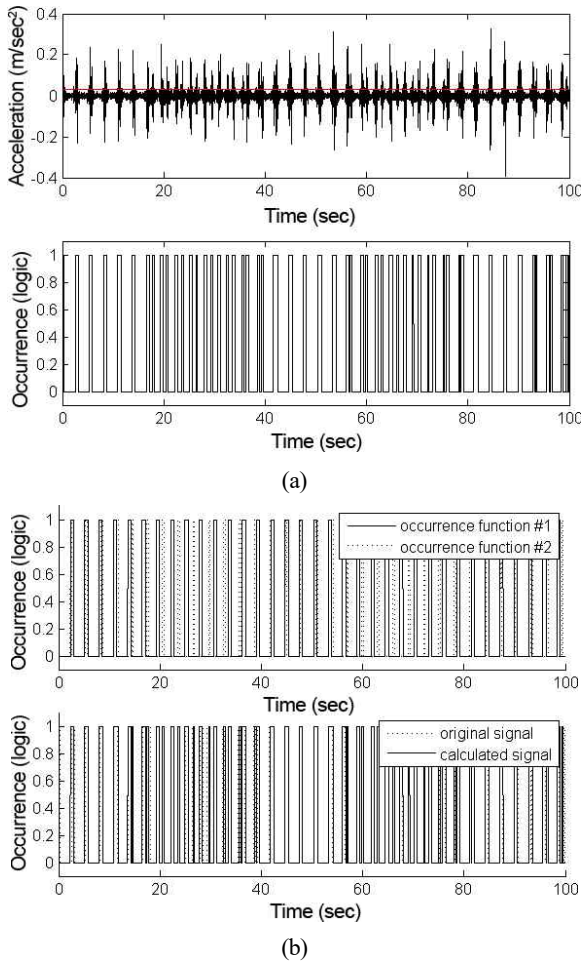 Acceleration (m/sec²)
0.4
0.2
0
-0.2
-0.4
0 20 40 60 80 100
Time (sec)
Occurrence (logic)
1
0.8
0.6
0.4
0.2
0
0 20 40 60 80 100
Time (sec)
(a)
Occurrence (logic)
1
0.8
0.6
0.4
0.2
0
occurrence function #1
occurrence function #2
0 20 40 60 80 100
Time (sec)
Occurrence (logic)
1
0.8
0.6
0.4
0.2
0
original signal
calculated signal
0 20 40 60 80 100
Time (sec)
(b)